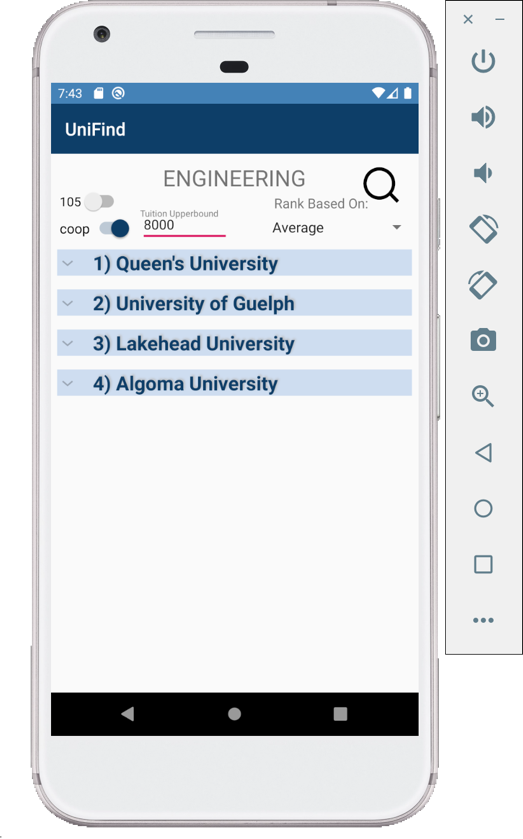 7:43
UniFind
ENGINEERING
105
Rank Based On:
coop
Tuition Upperbound
8000
Average
1) Queen's University
2) University of Guelph
3) Lakehead University
4) Algoma University